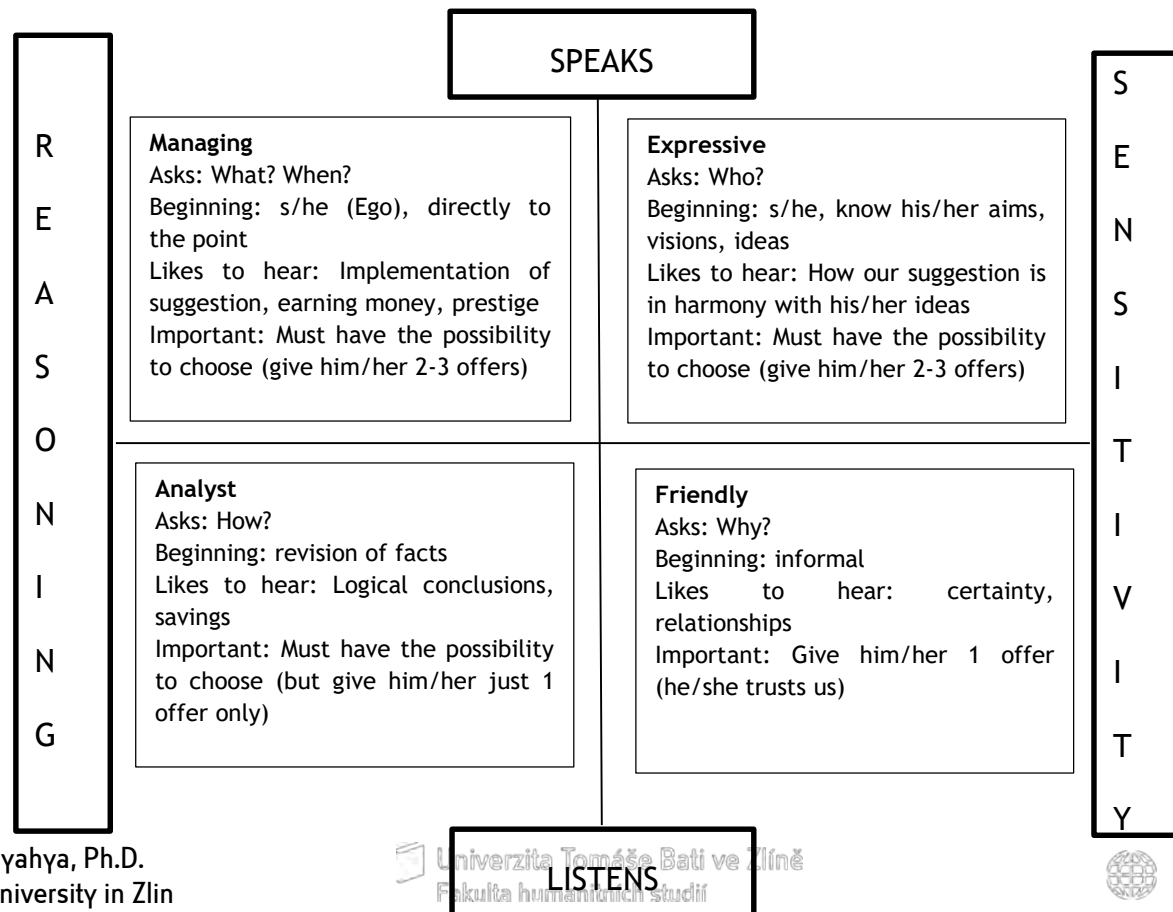 SPEAKS
REASONING
SENSITIVITY
Managing
Asks: What? When?
Beginning: s/he (Ego), directly to
the point
Likes to hear: Implementation of
suggestion, earning money, prestige
Important: Must have the possibility
to choose (give him/her 2-3 offers)
Expressive
Asks: Who?
Beginning: s/he, know his/her aims,
visions, ideas
Likes to hear: How our suggestion is
in harmony with his/her ideas
Important: Must have the possibility
to choose (give him/her 2-3 offers)
Analyst
Asks: How?
Beginning: revision of facts
Likes to hear: Logical conclusions,
savings
Important: Must have the possibility
to choose (but give him/her just 1
offer only)
Friendly
Asks: Why?
Beginning: informal
Likes to hear: certainty,
relationships
Important: Give him/her 1 offer
(he/she trusts us)
yahya, Ph.D.
niversity in Zlin
Univerzita Tomáše Bati ve Zlíně
Fakulta humanitních studií
LISTENS